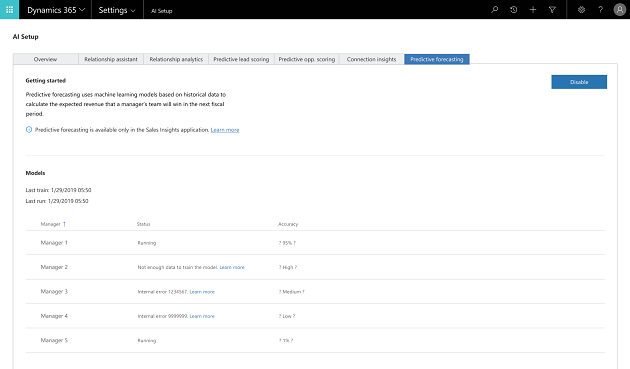 Dynamics 365 Settings AI Setup
AI Setup
Overview Relationship assistant Relationship analytics Predictive lead scoring Predictive opp. scoring Connection insights Predictive forecasting
Getting started
Disable
Predictive forecasting uses machine learning models based on historical data to
calculate the expected revenue that a manager's team will win in the next fiscal
period.
Predictive forecasting is available only in the Sales Insights application. Learn more
Models
Last train: 1/29/2019 05:50
Last run: 1/29/2019 05:50
Manager ↑ Status Accuracy
Manager 1 Running ? 95% ?
Manager 2 Not enough data to train the model. Learn more ? High ?
Manager 3 Internal error 1234567. Learn more ? Medium ?
Manager 4 Internal error 9999999. Learn more ? Low ?
Manager 5 Running ? 1% ?